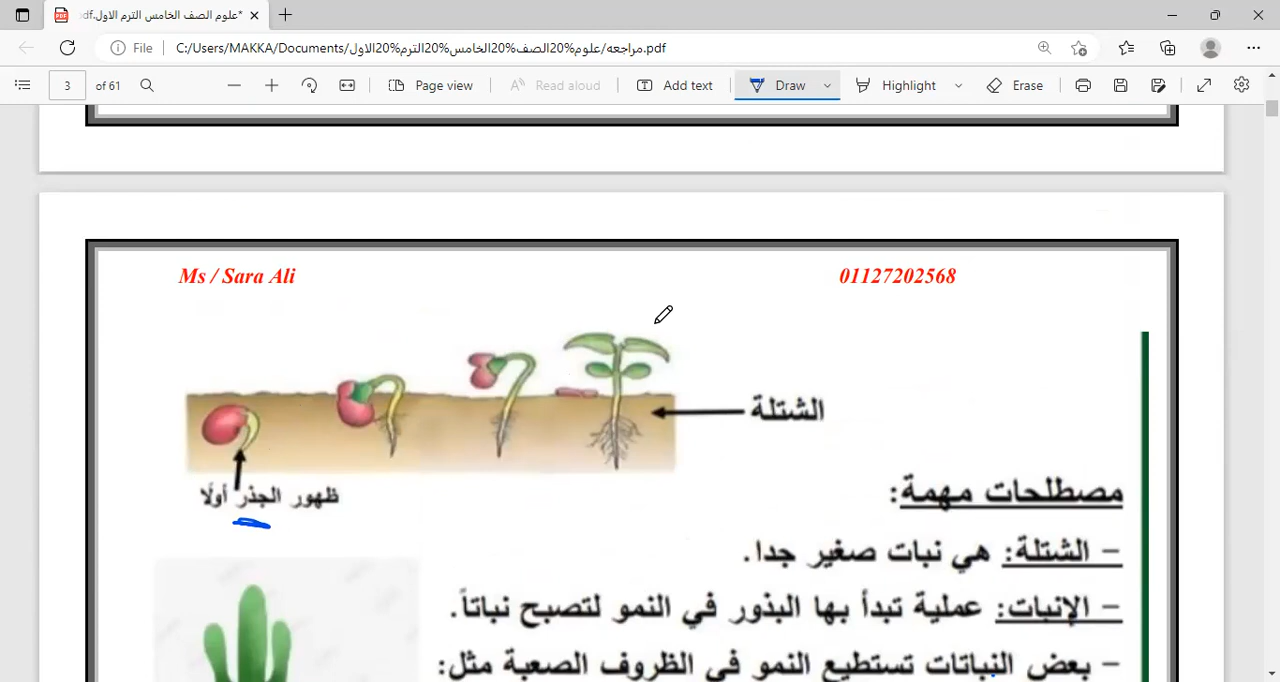 *علوم الصف الخامس الترم الاول.pdf
File C:/Users/MAKKA/Documents/مراجعه/علوم%20الصف%20الخامس%20الترم%20الاول.pdf
3 of 61 Page view Read aloud Add text Draw Highlight Erase
Ms / Sara Ali 01127202568
الشتلة
ظهور الجذر أولًا
مصطلحات مهمة:
– الشتلة: هي نبات صغير جدا.
– الإنبات: عملية تبدأ بها البذور في النمو لتصبح نباتاً.
– بعض النباتات تستطيع النمو في الظروف الصعبة مثل: